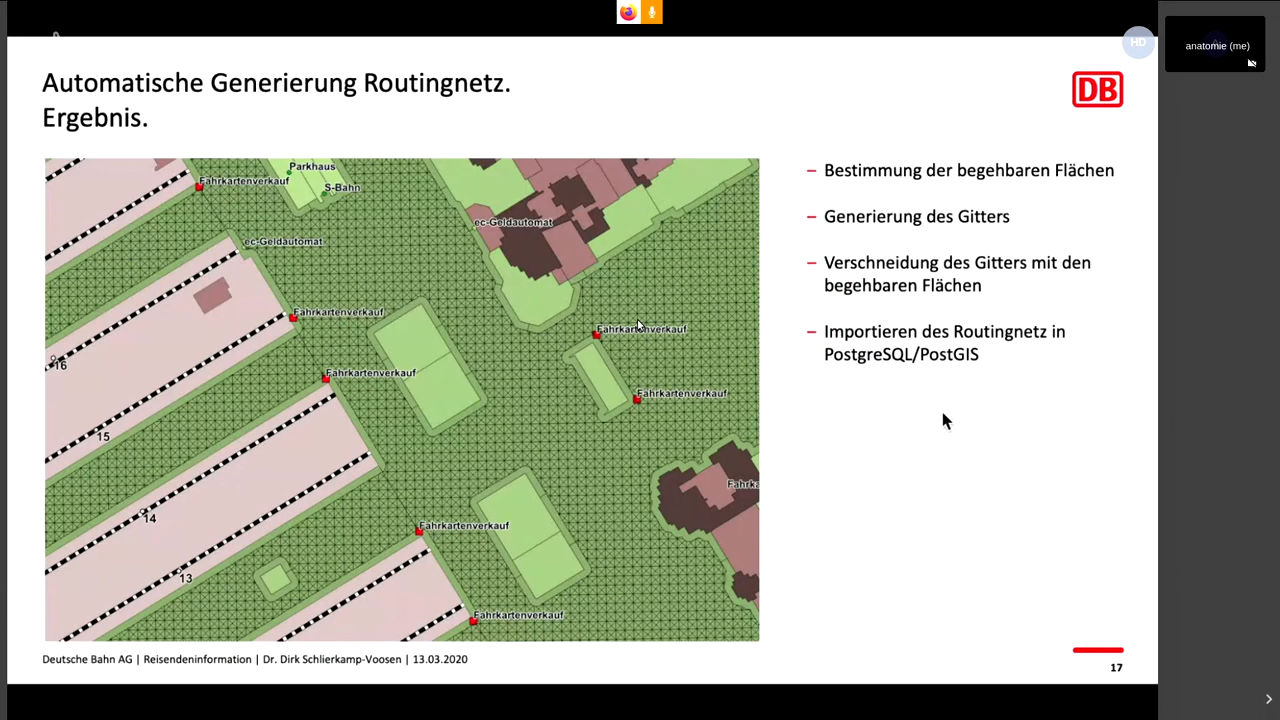 HD
anatomie (me)
Automatische Generierung Routingnetz.
Ergebnis.
DB
Parkhaus
Fahrkartenverkauf
S-Bahn
ec-Geldautomat
ec-Geldautomat
Fahrkartenverkauf
Fahrkartenverkauf
16
Fahrkartenverkauf
Fahrkartenverkauf
15
Fahrka
14
Fahrkartenverkauf
13
Fahrkartenverkauf
– Bestimmung der begehbaren Flächen
– Generierung des Gitters
– Verschneidung des Gitters mit den
begehbaren Flächen
– Importieren des Routingnetz in
PostgreSQL/PostGIS
Deutsche Bahn AG | Reisendeninformation | Dr. Dirk Schlierkamp-Voosen | 13.03.2020
17